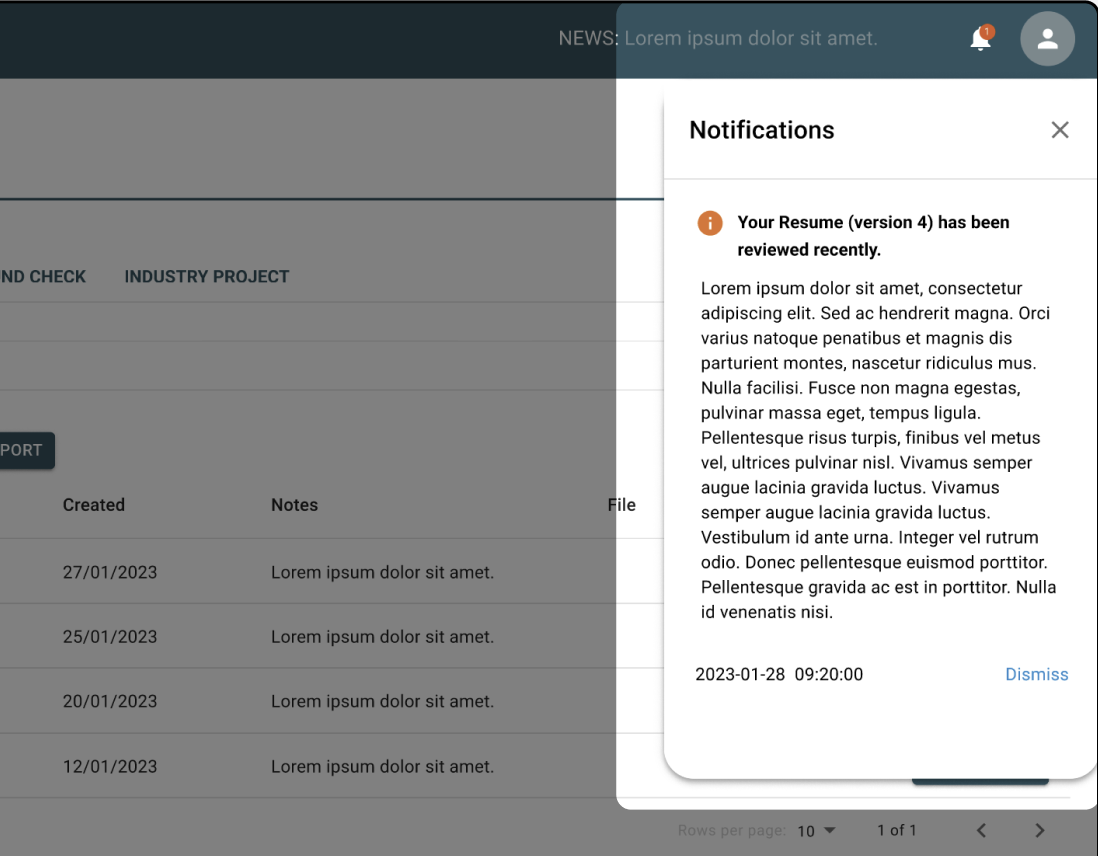 NEWS: Lorem ipsum dolor sit amet.
1
Notifications
Your Resume (version 4) has been
reviewed recently.
Lorem ipsum dolor sit amet, consectetur
adipiscing elit. Sed ac hendrerit magna. Orci
varius natoque penatibus et magnis dis
parturient montes, nascetur ridiculus mus.
Nulla facilisi. Fusce non magna egestas,
pulvinar massa eget, tempus ligula.
Pellentesque risus turpis, finibus vel metus
vel, ultrices pulvinar nisl. Vivamus semper
augue lacinia gravida luctus. Vivamus
semper augue lacinia gravida luctus.
Vestibulum id ante urna. Integer vel rutrum
odio. Donec pellentesque euismod porttitor.
Pellentesque gravida ac est in porttitor. Nulla
id venenatis nisi.
2023-01-28 09:20:00 Dismiss
ND CHECK INDUSTRY PROJECT
PORT
Created Notes File
27/01/2023 Lorem ipsum dolor sit amet.
25/01/2023 Lorem ipsum dolor sit amet.
20/01/2023 Lorem ipsum dolor sit amet.
12/01/2023 Lorem ipsum dolor sit amet.
Rows per page: 10 1 of 1